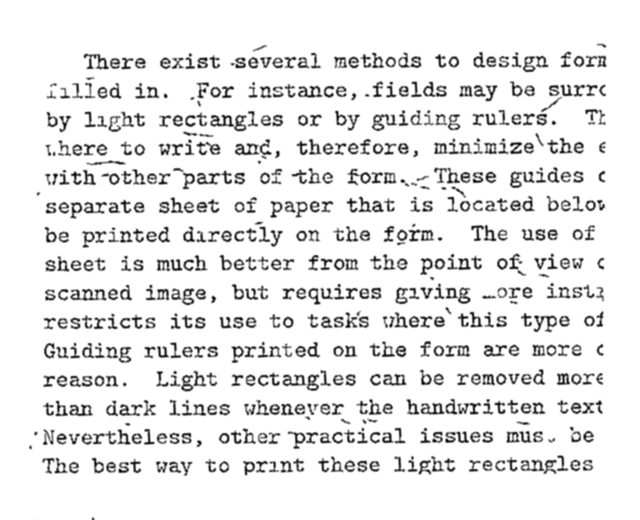 There exist several methods to design form
filled in. For instance, fields may be surro
by light rectangles or by guiding rulers. Th
where to write and, therefore, minimize the e
with other parts of the form. These guides c
separate sheet of paper that is located below
be printed directly on the form. The use of
sheet is much better from the point of view o
scanned image, but requires giving more inst
restricts its use to tasks where this type of
Guiding rulers printed on the form are more c
reason. Light rectangles can be removed more
than dark lines whenever the handwritten text
Nevertheless, other practical issues must be
The best way to print these light rectangles